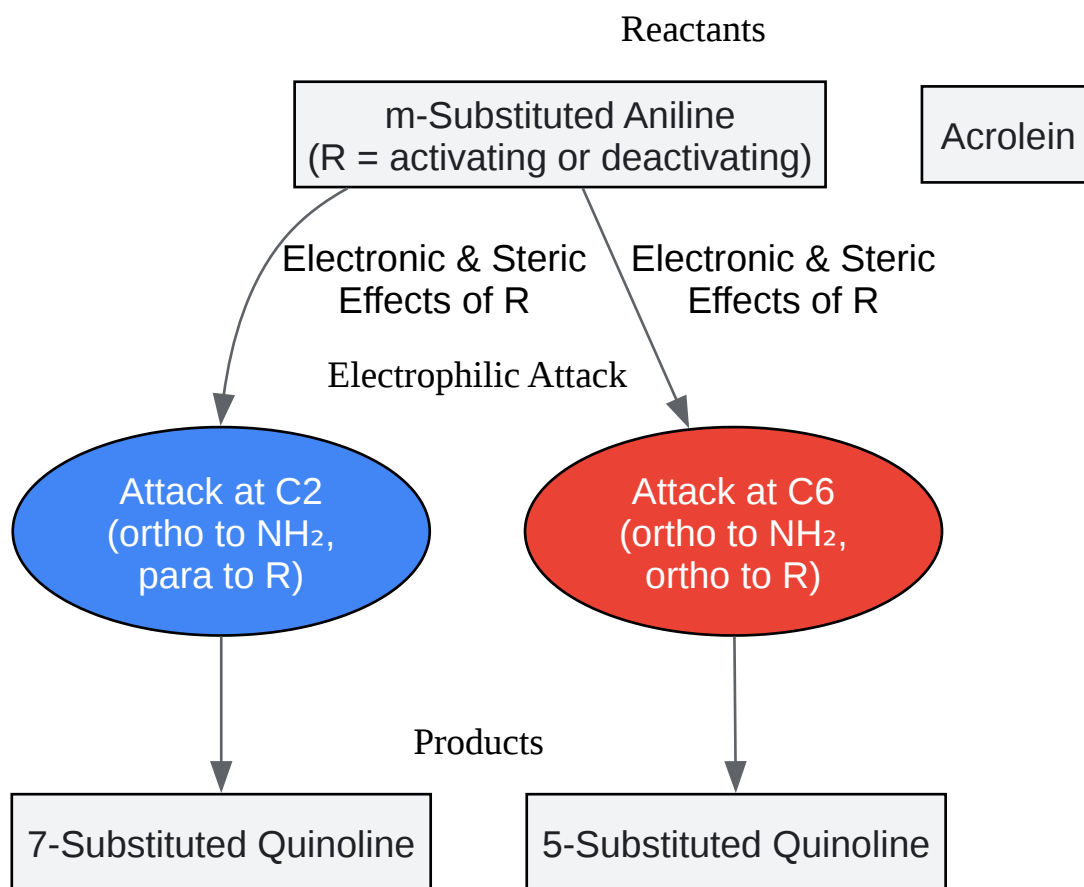 Reactants
m-Substituted Aniline
(R = activating or deactivating)
Acrolein
Electronic & Steric
Effects of R
Electronic & Steric
Effects of R
Electrophilic Attack
Attack at C2
(ortho to NH₂,
para to R)
Attack at C6
(ortho to NH₂,
ortho to R)
Products
7-Substituted Quinoline
5-Substituted Quinoline